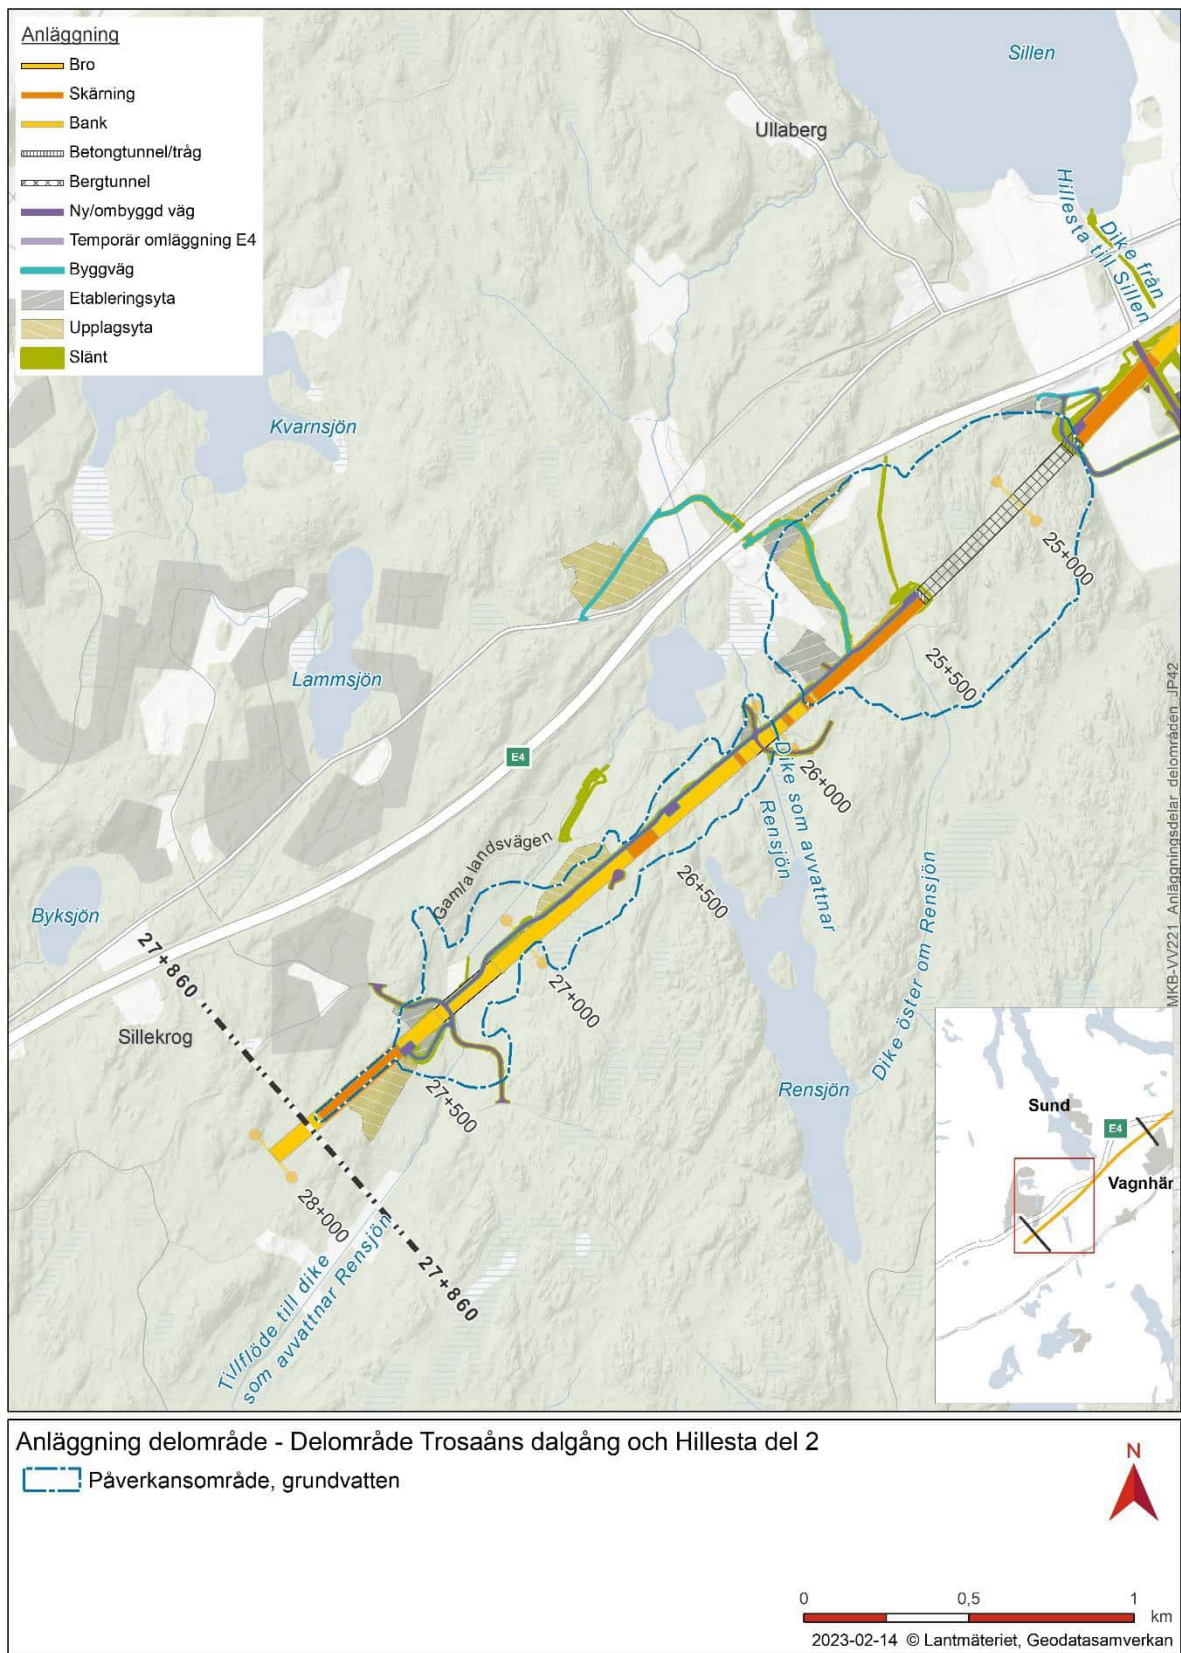 Anläggning
Bro
Skärning
Bank
Betongtunnel/tråg
Bergtunnel
Ny/ombyggd väg
Temporär omläggning E4
Byggväg
Etableringsyta
Upplagsyta
Slänt
Sillen
Ullaberg
Dike från
Hillesta till Sillen
Kvarnsjön
25+000
Lammsjön
25+500
E4
26+000
Dike som avvattnar
Rensjön
Gamla landsvägen
26+500
Byksjön
27+860
27+000
Dike öster om Rensjön
Sillekrog
Rensjön
27+500
28+000
27+860
Tillflöde till dike
som avvattnar Rensjön
Sund
E4
Vagnhär
MKB-VV221_Anläggningsdelar_delområden_JP42
Anläggning delområde - Delområde Trosaåns dalgång och Hillesta del 2
Påverkansområde, grundvatten
N
0 0,5 1
km
2023-02-14 © Lantmäteriet, Geodatasamverkan